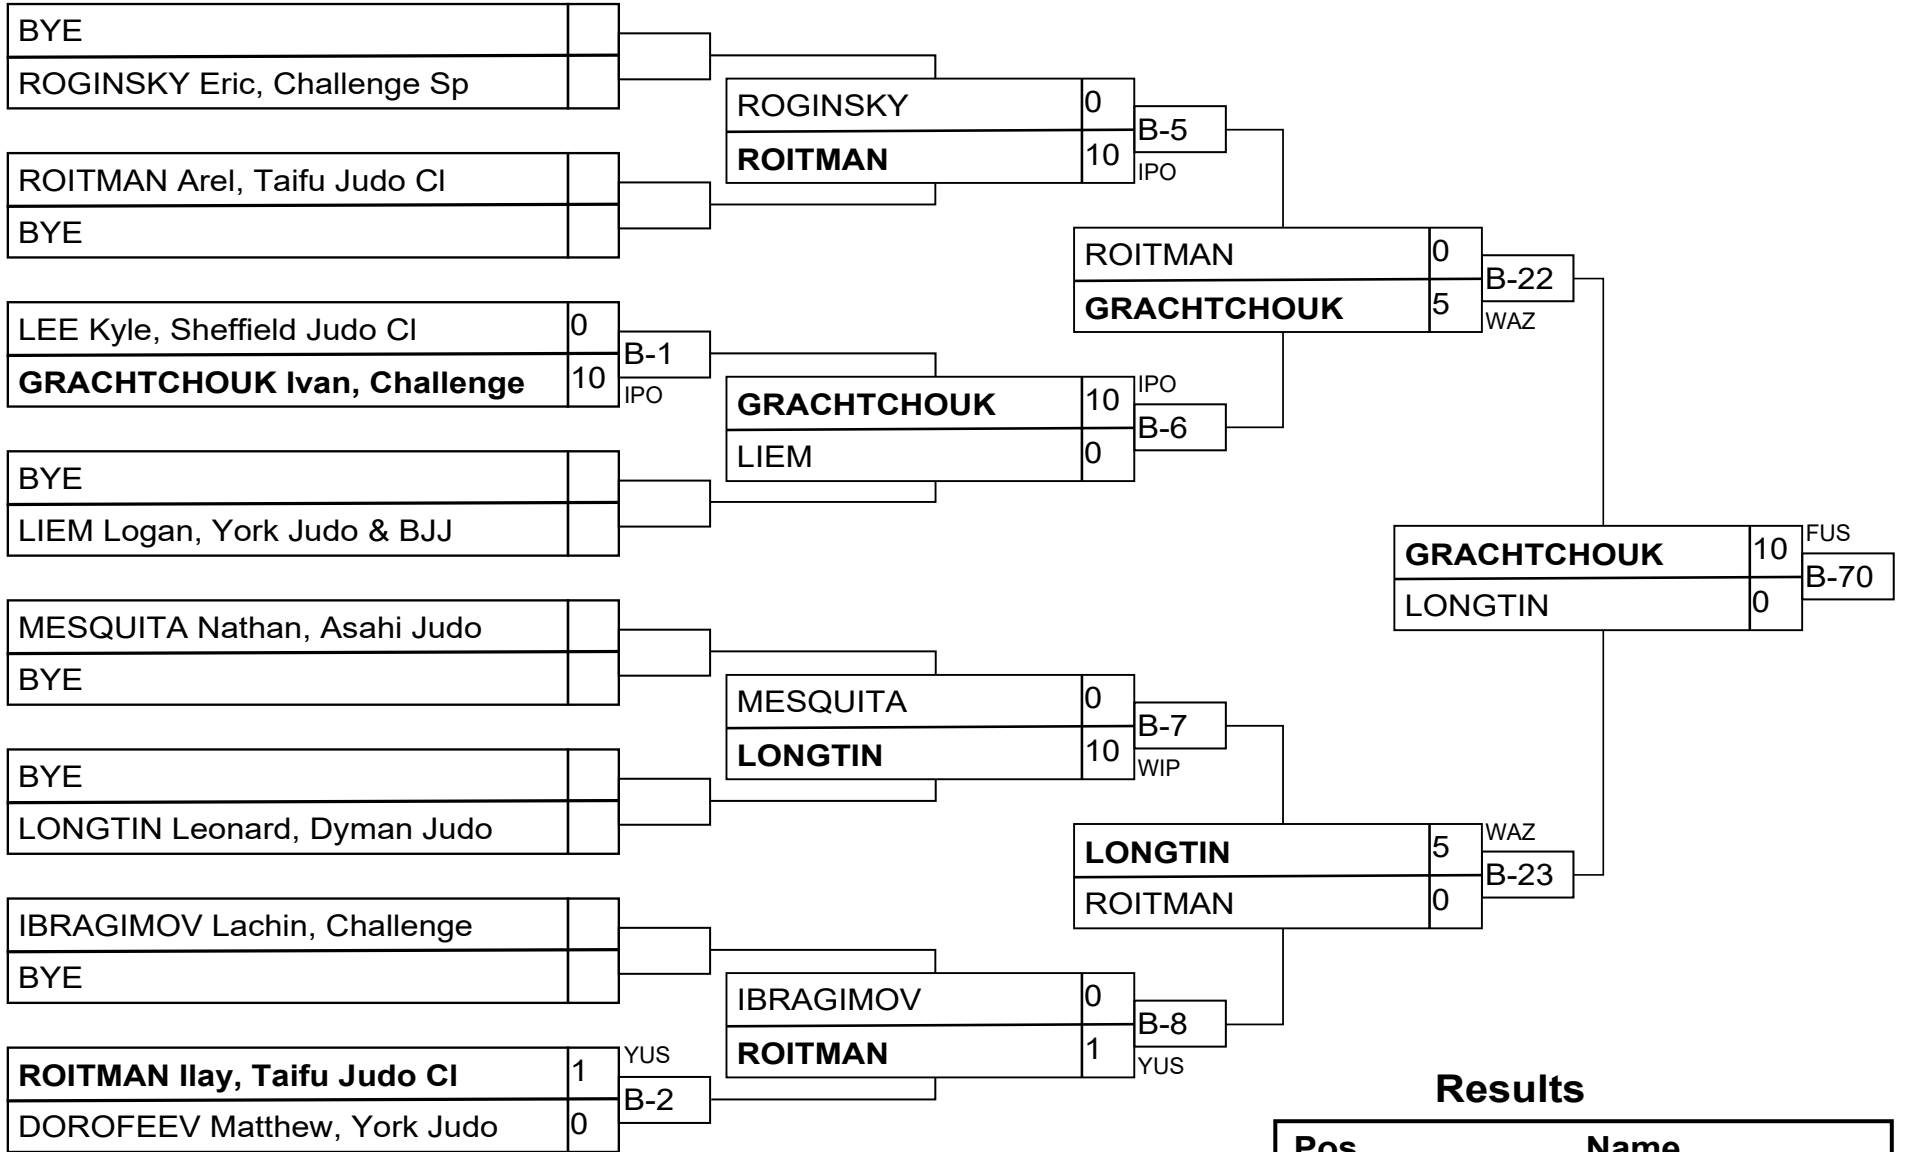 BYE
ROGINSKY Eric, Challenge Sp
ROITMAN Arel, Taifu Judo Cl
BYE
LEE Kyle, Sheffield Judo Cl 0
GRACHTCHOUK Ivan, Challenge 10
B-1
IPO
BYE
LIEM Logan, York Judo & BJJ
MESQUITA Nathan, Asahi Judo
BYE
BYE
LONGTIN Leonard, Dyman Judo
IBRAGIMOV Lachin, Challenge
BYE
ROITMAN Ilay, Taifu Judo Cl 1
DOROFEEV Matthew, York Judo 0
YUS
B-2
ROGINSKY 0
ROITMAN 10
B-5
IPO
GRACHTCHOUK 10
LIEM 0
IPO
B-6
MESQUITA 0
LONGTIN 10
B-7
WIP
IBRAGIMOV 0
ROITMAN 1
B-8
YUS
ROITMAN 0
GRACHTCHOUK 5
B-22
WAZ
LONGTIN 5
ROITMAN 0
WAZ
B-23
GRACHTCHOUK 10
LONGTIN 0
FUS
B-70
Results
Pos Name